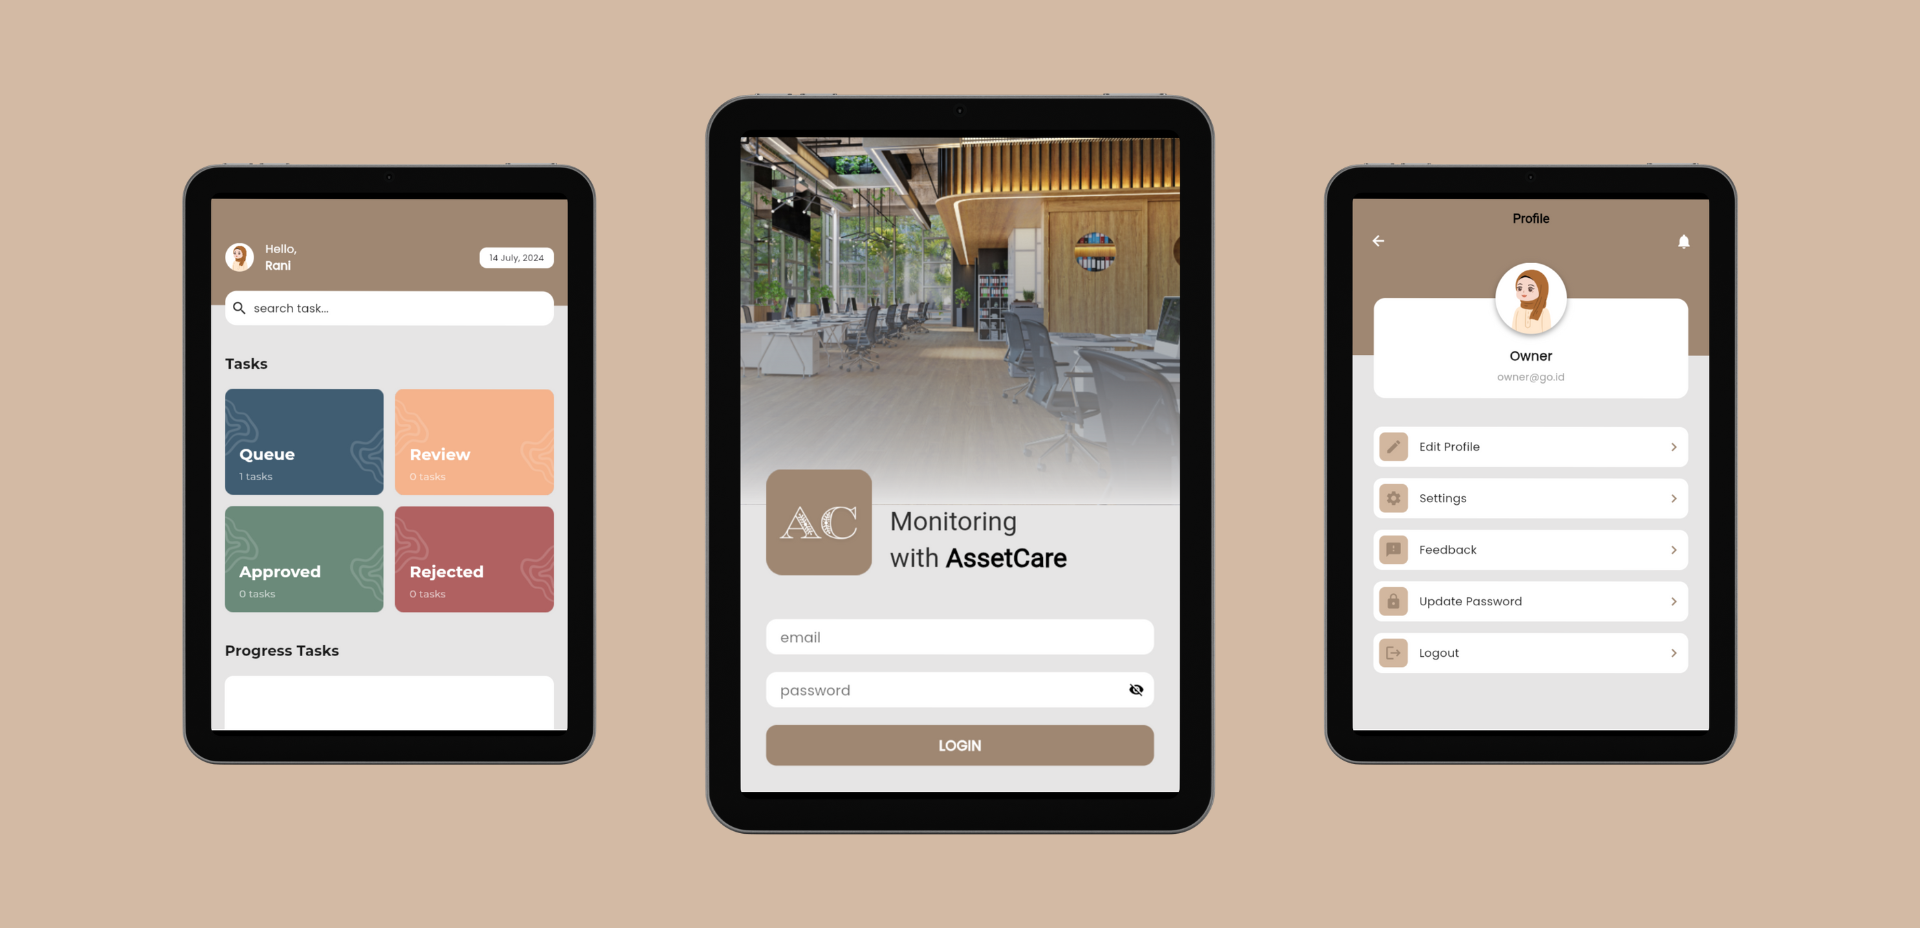 Hello,
Rani
14 July, 2024
search task...
Tasks
Queue
1 tasks
Review
0 tasks
Approved
0 tasks
Rejected
0 tasks
Progress Tasks
AC
Monitoring
with AssetCare
email
password
LOGIN
Profile
Owner
owner@go.id
Edit Profile
Settings
Feedback
Update Password
Logout